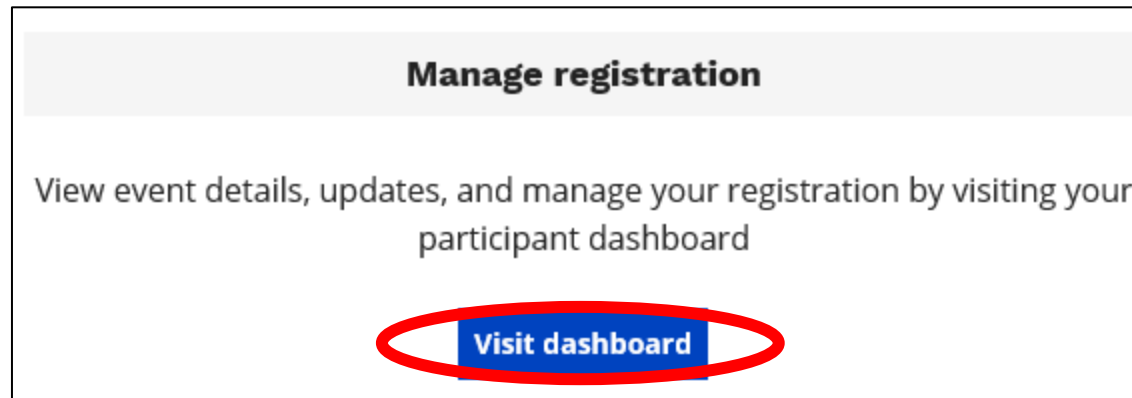 Manage registration
View event details, updates, and manage your registration by visiting your
participant dashboard
Visit dashboard